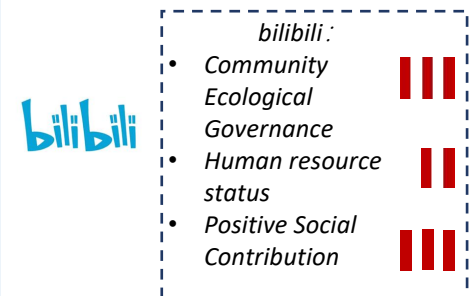 bilibili
bilibili：
• Community
Ecological
Governance
• Human resource
status
• Positive Social
Contribution